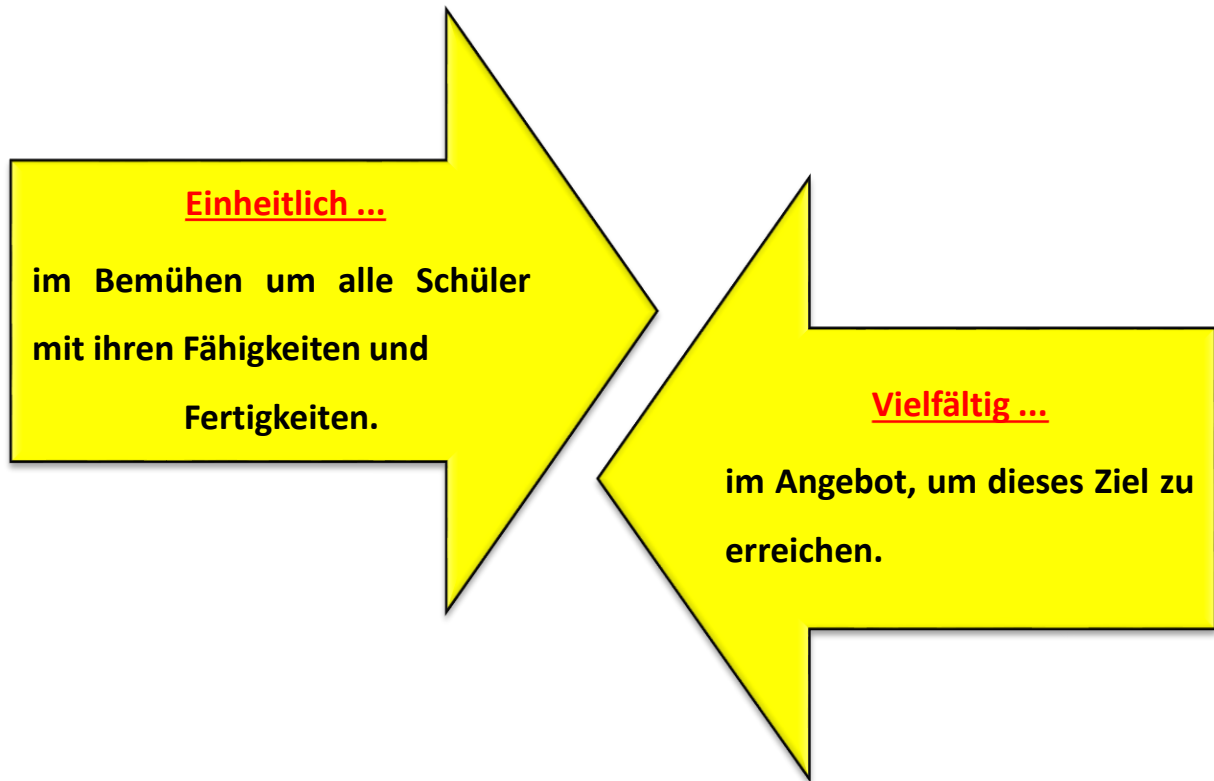 Einheitlich ...
im Bemühen um alle Schüler
mit ihren Fähigkeiten und
Fertigkeiten.
Vielfältig ...
im Angebot, um dieses Ziel zu
erreichen.